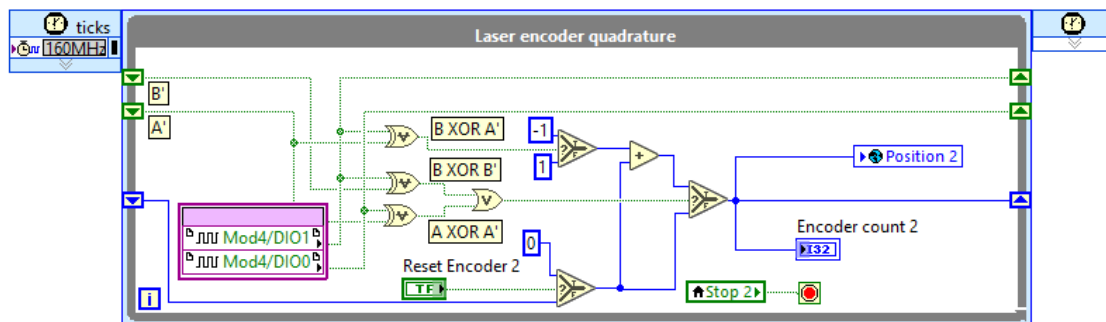 ticks
160MHz
Laser encoder quadrature
B'
A'
B XOR A'
-1
1
+
Position 2
B XOR B'
V
A XOR A'
Mod4/DIO1
Mod4/DIO0
0
Encoder count 2
I32
Reset Encoder 2
TF
Stop 2
i
? T F
? T F
? T F